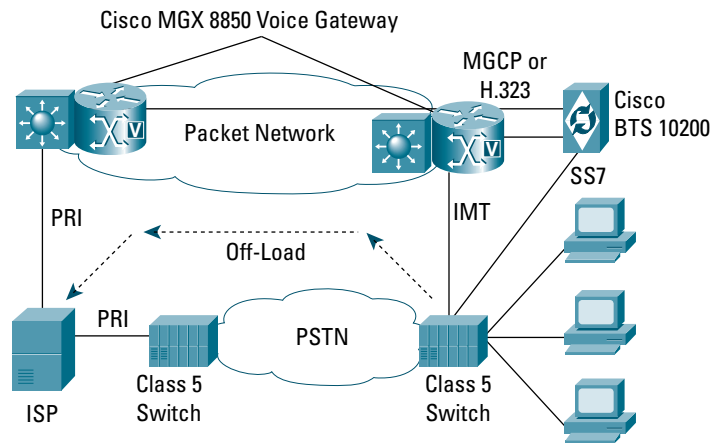 Cisco MGX 8850 Voice Gateway
MGCP or
H.323
Cisco
BTS 10200
V
Packet Network
V
SS7
PRI
IMT
Off-Load
PRI
PSTN
ISP
Class 5
Switch
Class 5
Switch